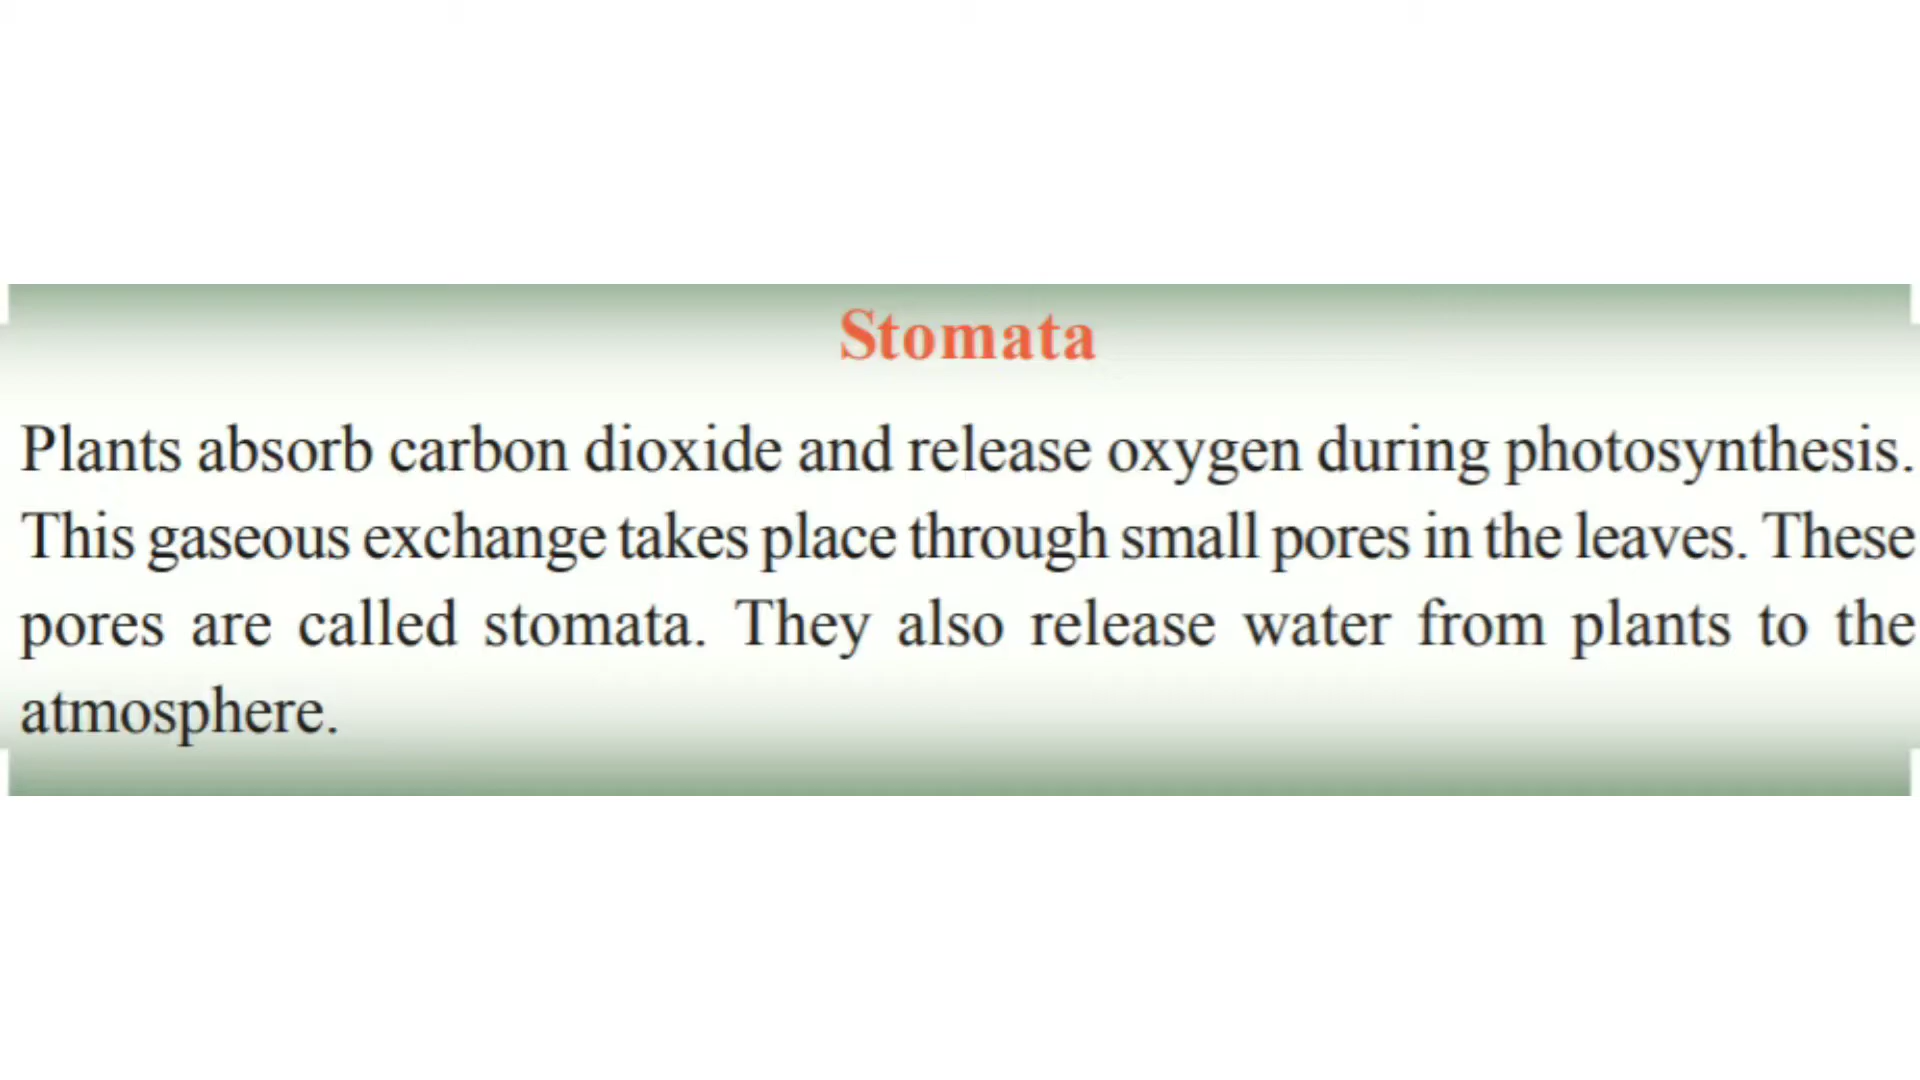 Stomata
Plants absorb carbon dioxide and release oxygen during photosynthesis.
This gaseous exchange takes place through small pores in the leaves. These
pores are called stomata. They also release water from plants to the
atmosphere.